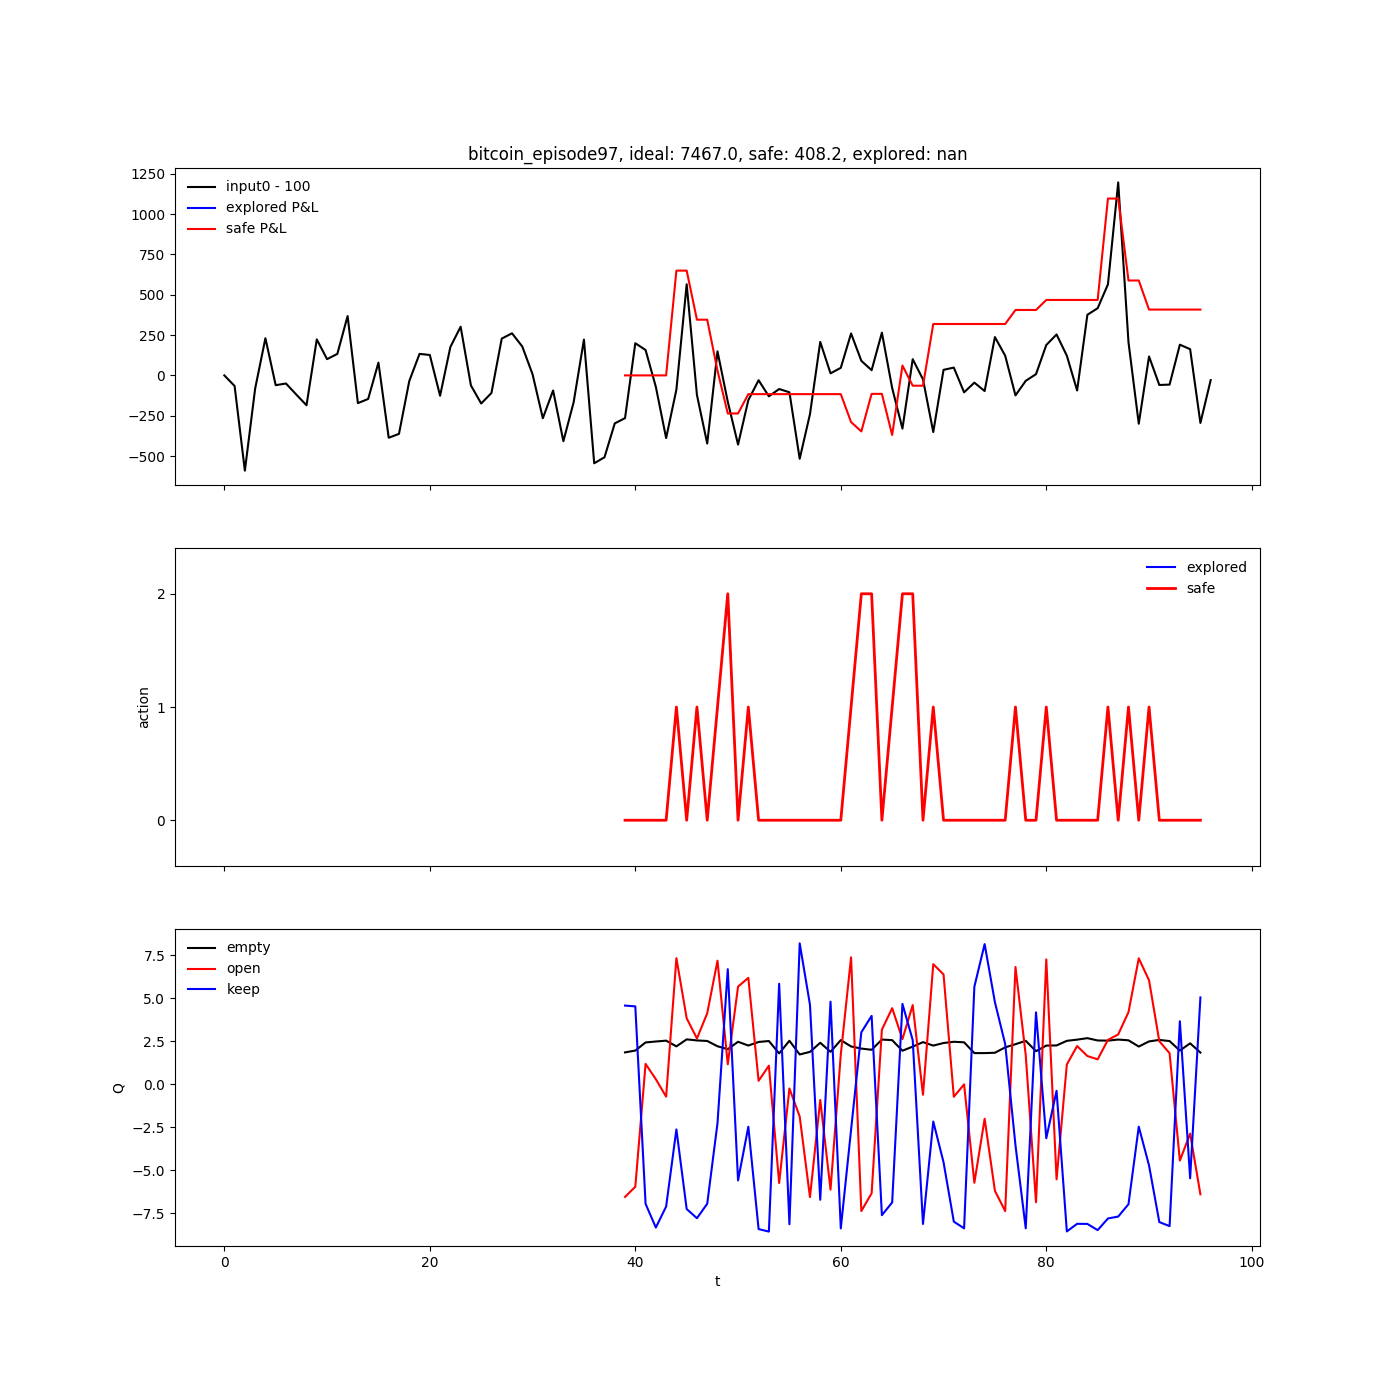 bitcoin_episode97, ideal: 7467.0, safe: 408.2, explored: nan
1250
1000
750
500
250
0
−250
−500
input0 - 100
explored P&L
safe P&L
action
2
1
0
explored
safe
Q
7.5
5.0
2.5
0.0
−2.5
−5.0
−7.5
empty
open
keep
0 20 40 60 80 100
t